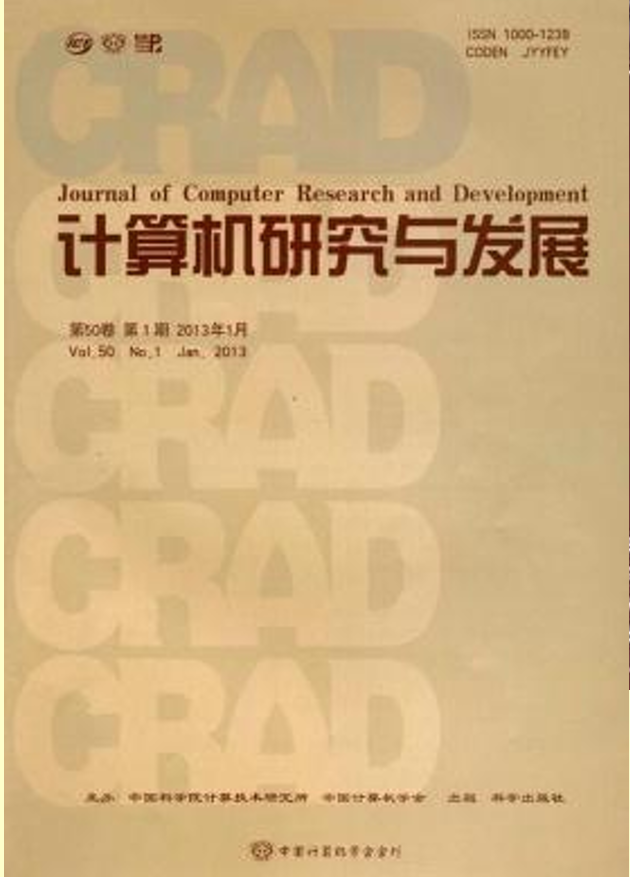 CRAD
ISSN 1000-1239
CODEN JYYFEY
Journal of Computer Research and Development
计算机研究与发展
CRAD
第50卷 第1期 2013年1月
Vol.50 No.1 Jan. 2013
CRAD
CRAD
CRAD
主办 中国科学院计算技术研究所 中国计算机学会 出版 科学出版社
中国计算机学会会刊